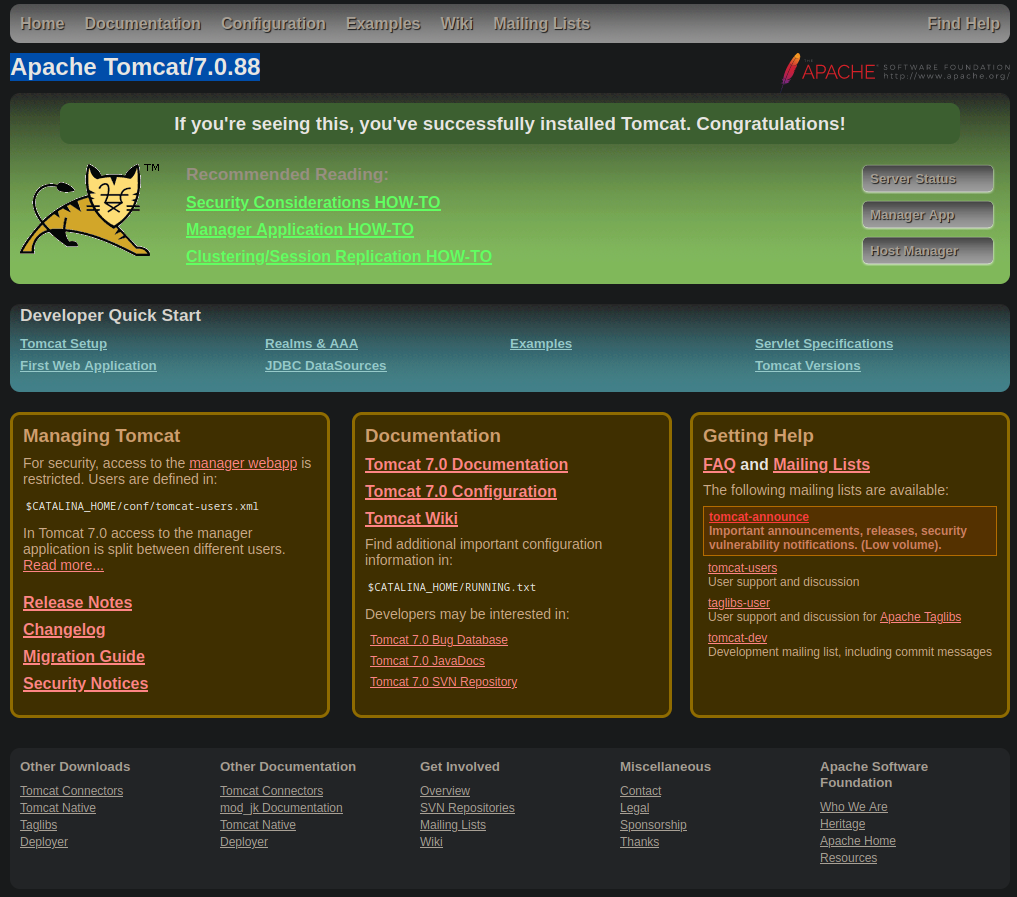 Home Documentation Configuration Examples Wiki Mailing Lists Find Help
Apache Tomcat/7.0.88
APACHE SOFTWARE FOUNDATION
http://www.apache.org/
If you're seeing this, you've successfully installed Tomcat. Congratulations!
TM
Recommended Reading:
Security Considerations HOW-TO
Manager Application HOW-TO
Clustering/Session Replication HOW-TO
Server Status
Manager App
Host Manager
Developer Quick Start
Tomcat Setup
First Web Application
Realms & AAA
JDBC DataSources
Examples
Servlet Specifications
Tomcat Versions
Managing Tomcat
For security, access to the manager webapp is
restricted. Users are defined in:
$CATALINA_HOME/conf/tomcat-users.xml
In Tomcat 7.0 access to the manager
application is split between different users.
Read more...
Release Notes
Changelog
Migration Guide
Security Notices
Documentation
Tomcat 7.0 Documentation
Tomcat 7.0 Configuration
Tomcat Wiki
Find additional important configuration
information in:
$CATALINA_HOME/RUNNING.txt
Developers may be interested in:
Tomcat 7.0 Bug Database
Tomcat 7.0 JavaDocs
Tomcat 7.0 SVN Repository
Getting Help
FAQ and Mailing Lists
The following mailing lists are available:
tomcat-announce
Important announcements, releases, security
vulnerability notifications. (Low volume).
tomcat-users
User support and discussion
taglibs-user
User support and discussion for Apache Taglibs
tomcat-dev
Development mailing list, including commit messages
Other Downloads
Tomcat Connectors
Tomcat Native
Taglibs
Deployer
Other Documentation
Tomcat Connectors
mod_jk Documentation
Tomcat Native
Deployer
Get Involved
Overview
SVN Repositories
Mailing Lists
Wiki
Miscellaneous
Contact
Legal
Sponsorship
Thanks
Apache Software
Foundation
Who We Are
Heritage
Apache Home
Resources